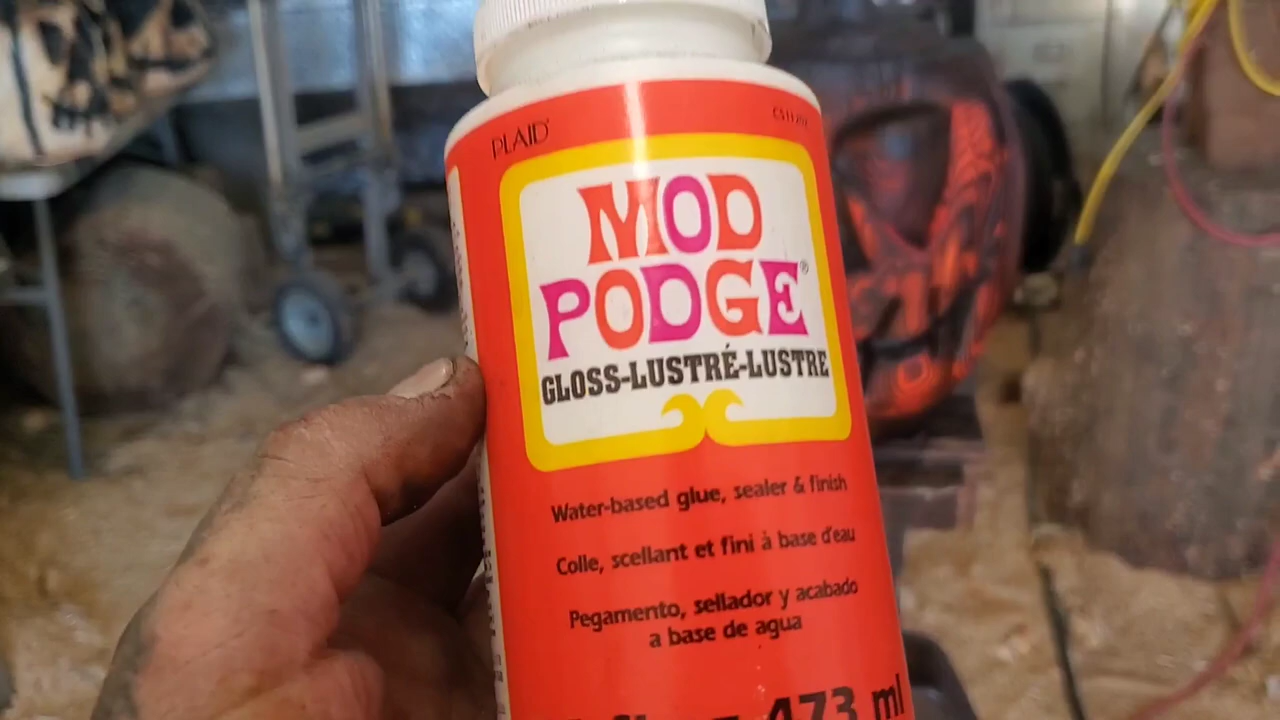 PLAID
MOD
PODGE®
GLOSS-LUSTRÉ-LUSTRE
Water-based glue, sealer & finish
Colle, scellant et fini à base d'eau
Pegamento, sellador y acabado
a base de agua
473 ml